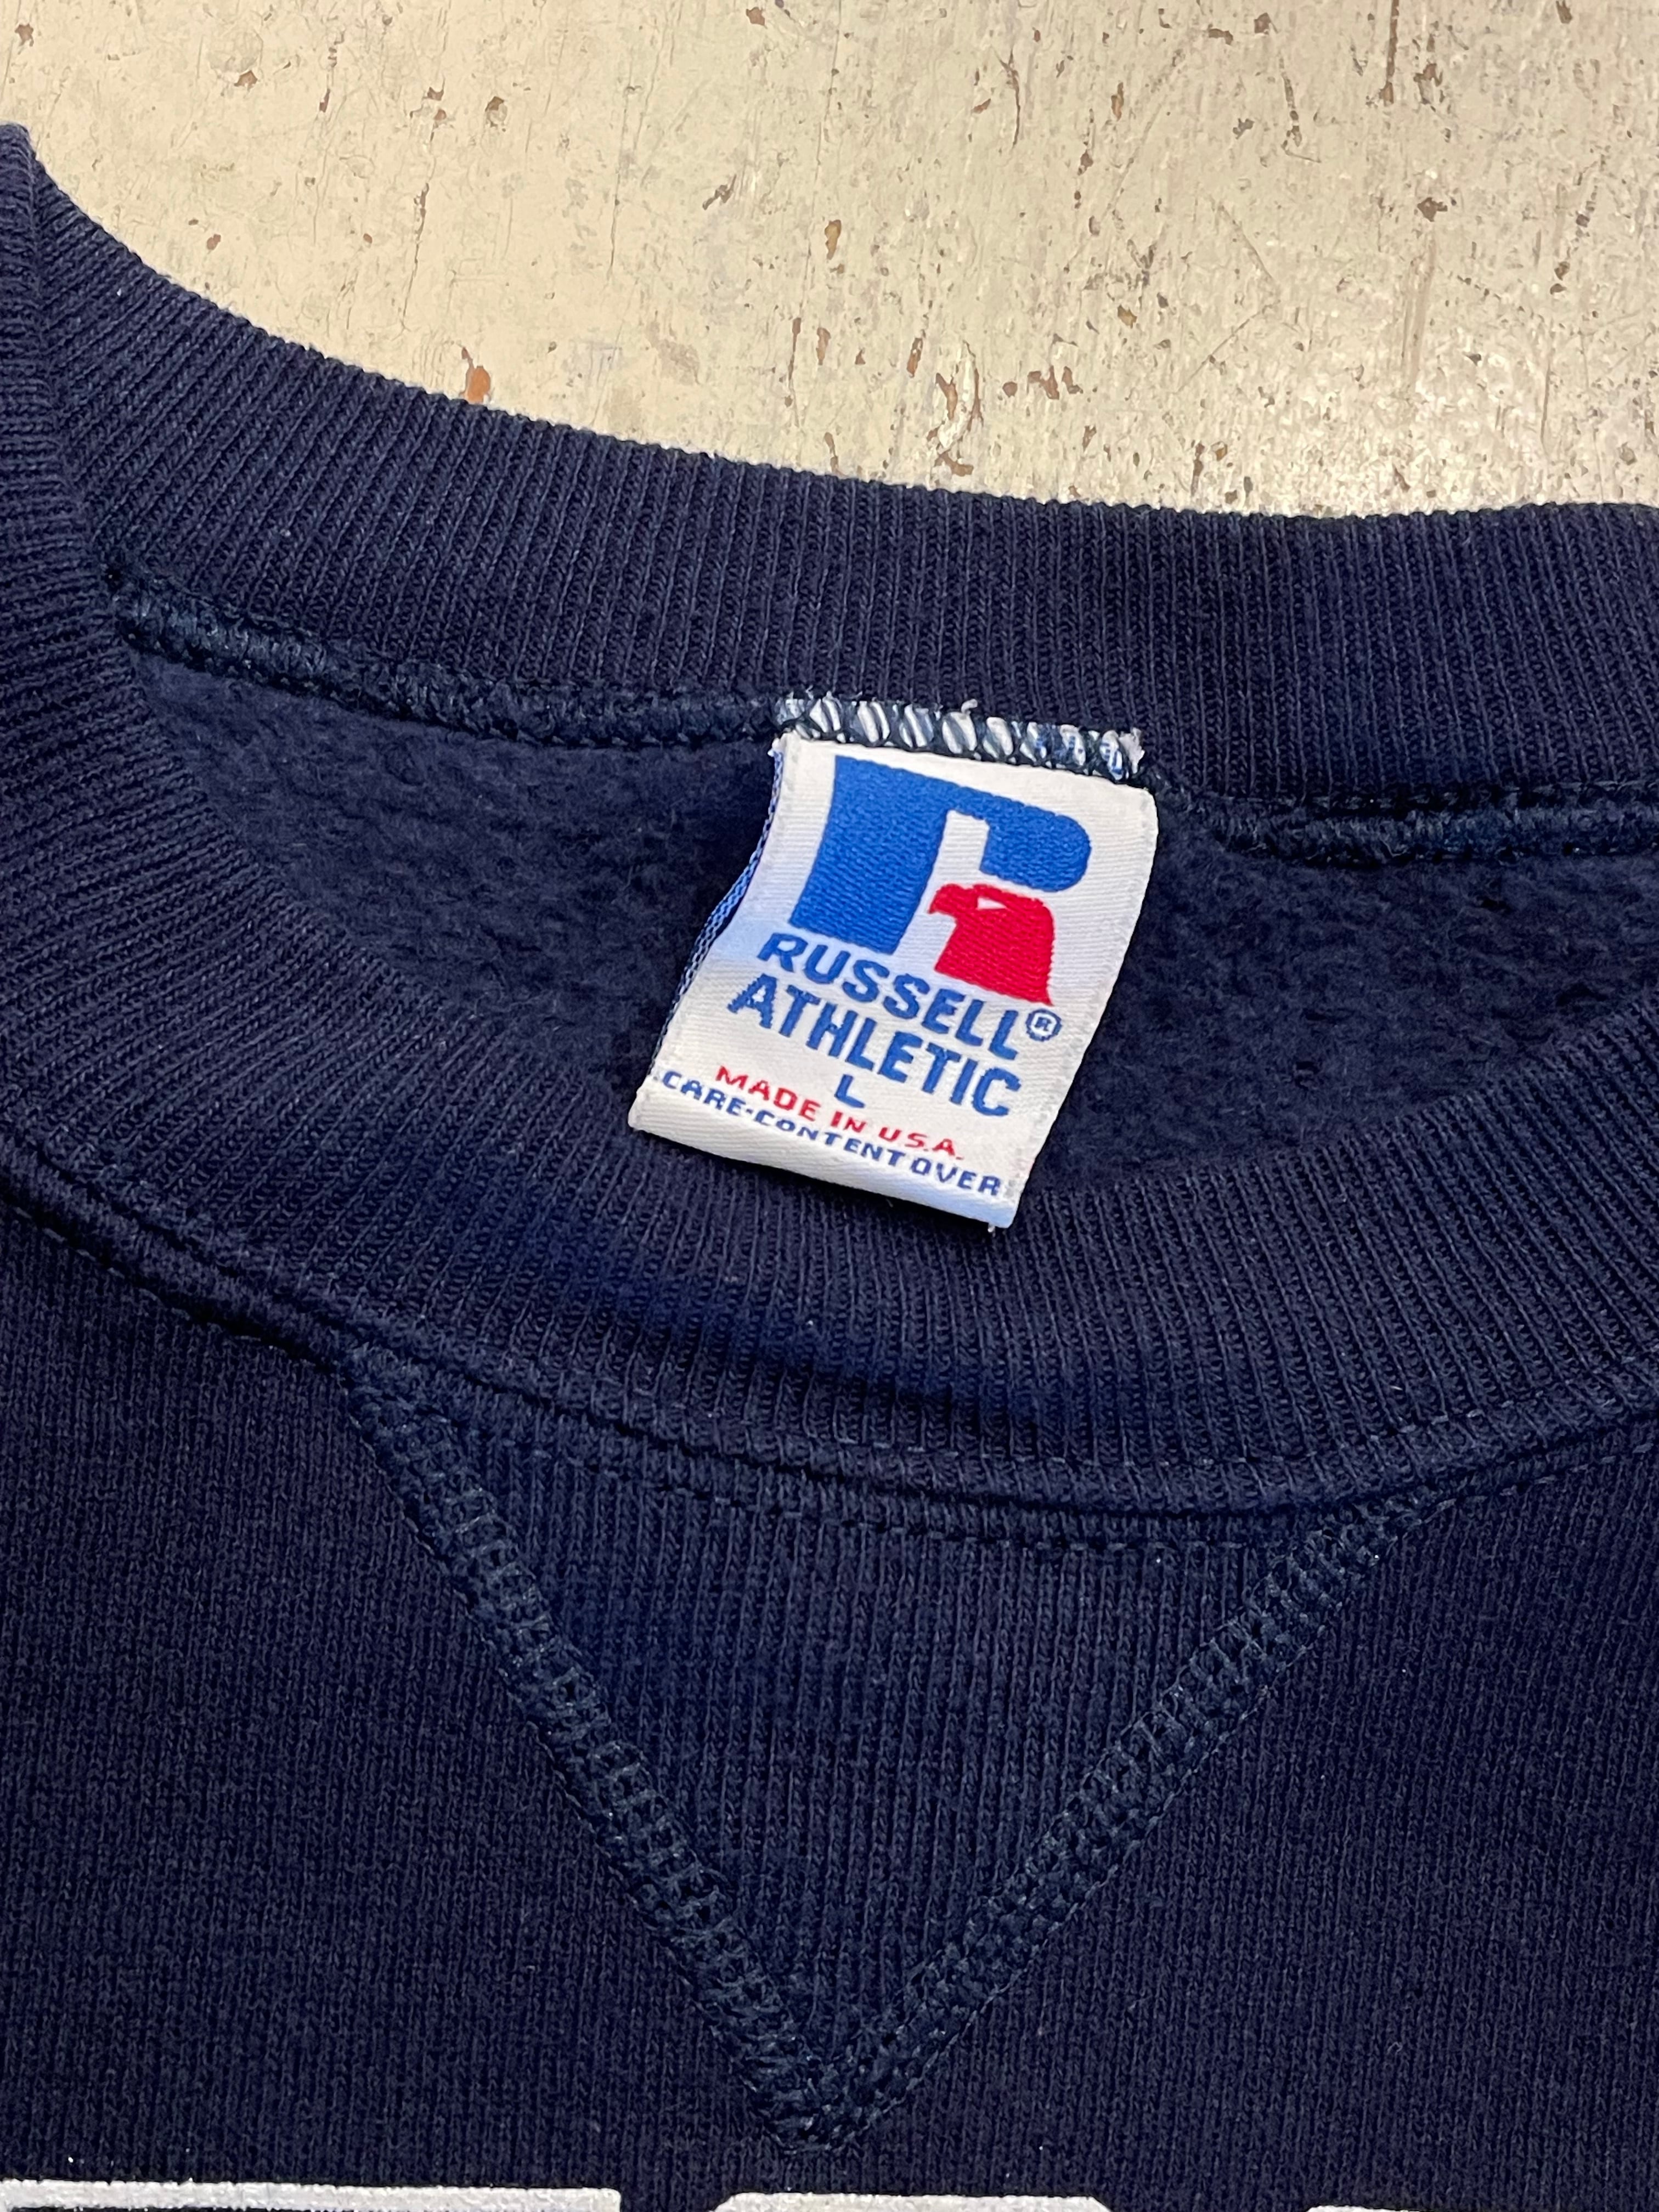 RUSSELL®
ATHLETIC
L
MADE IN U.S.A.
CARE-CONTENT OVER